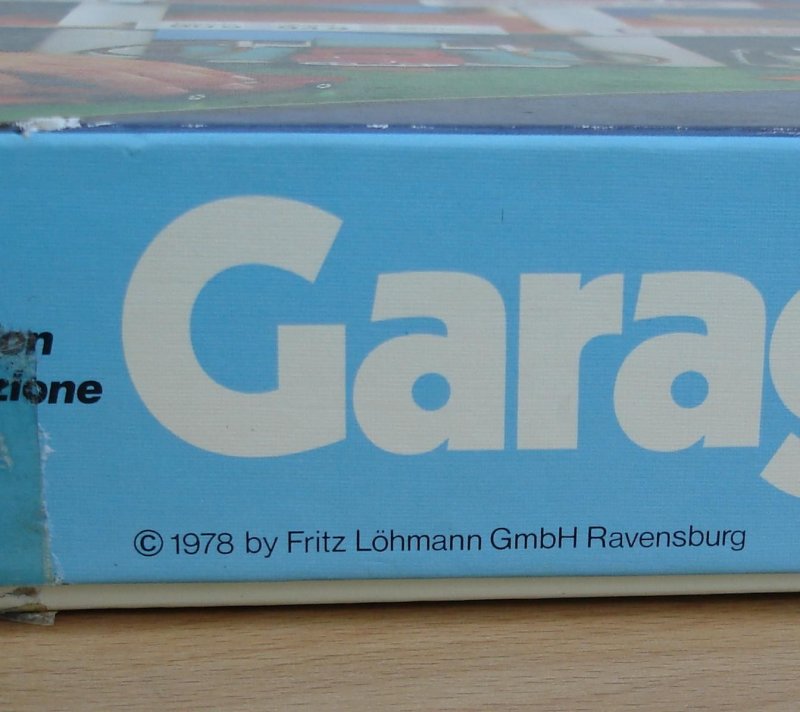 Garag
on
zione
© 1978 by Fritz Löhmann GmbH Ravensburg